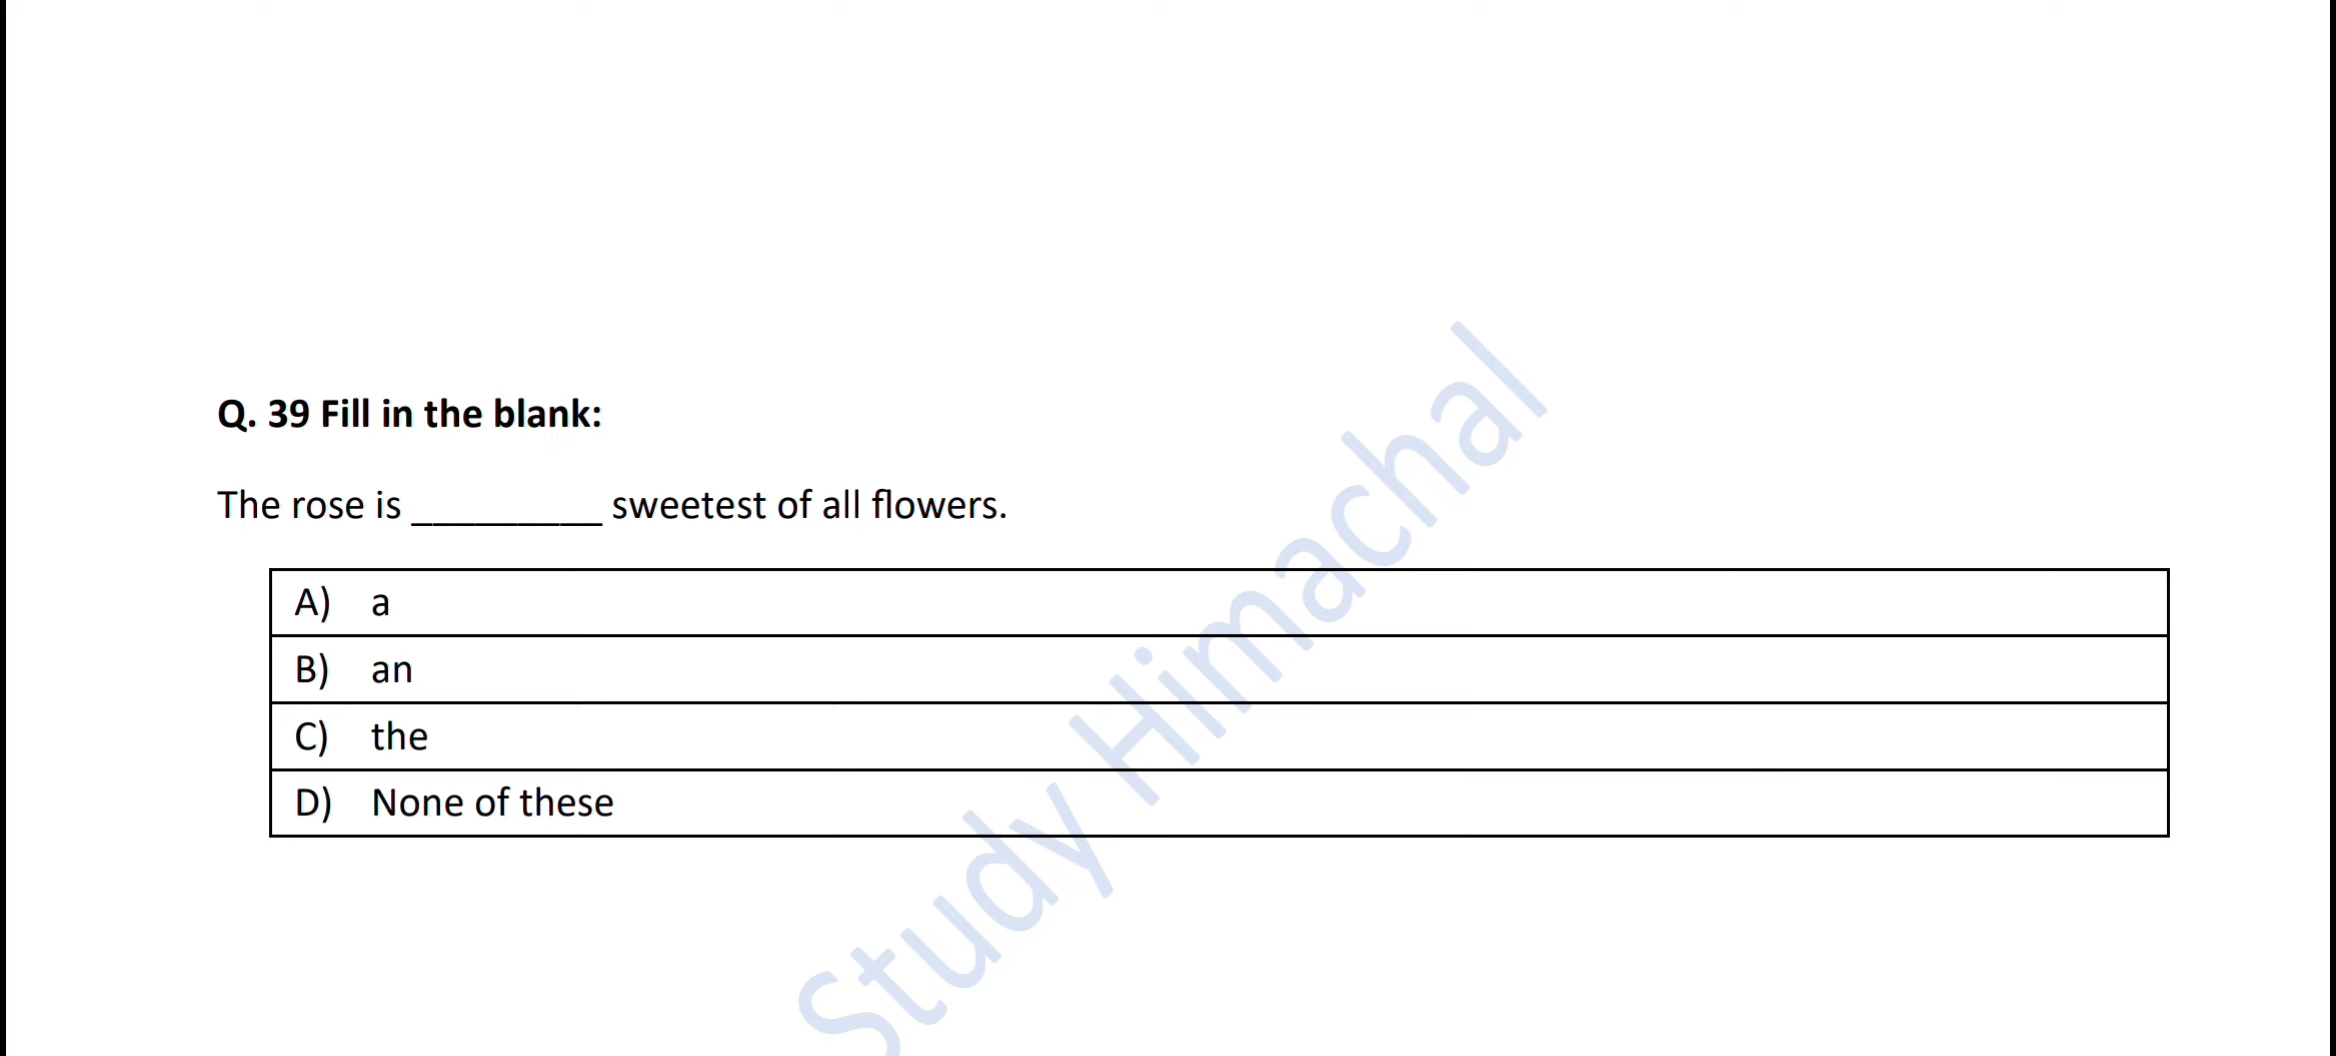 Q. 39 Fill in the blank:
The rose is _________ sweetest of all flowers.
A) a
B) an
C) the
D) None of these
Study Himachal